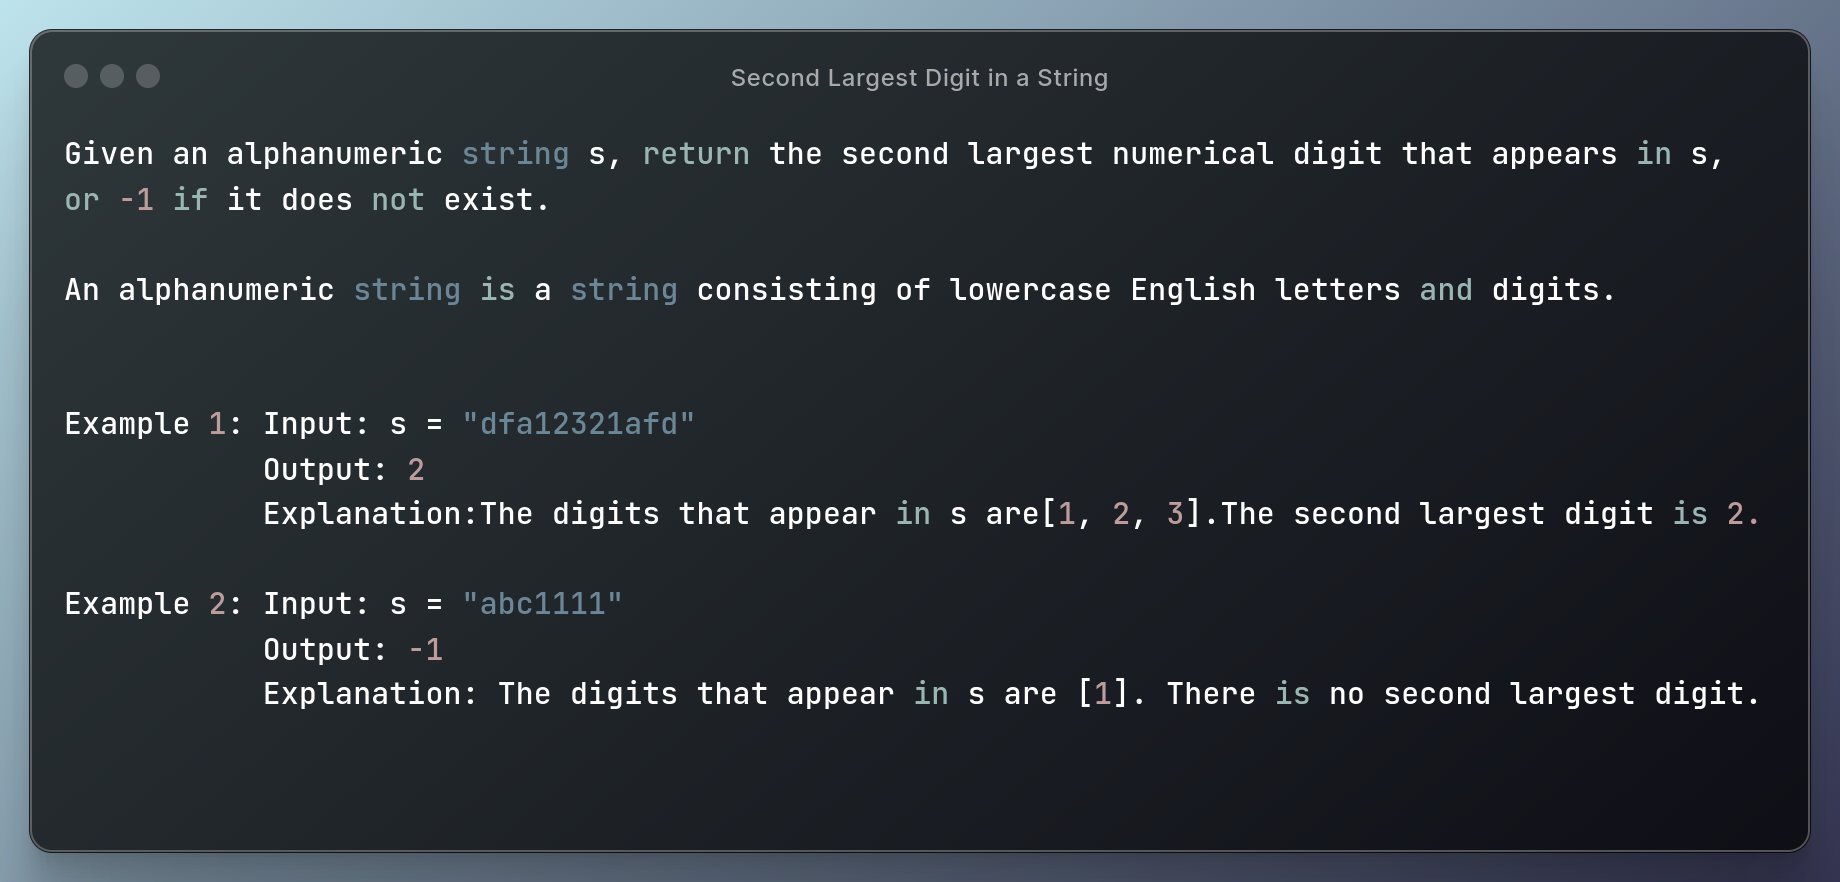 Second Largest Digit in a String
Given an alphanumeric string s, return the second largest numerical digit that appears in s,
or -1 if it does not exist.
An alphanumeric string is a string consisting of lowercase English letters and digits.
Example 1: Input: s = "dfa12321afd"
Output: 2
Explanation:The digits that appear in s are[1, 2, 3].The second largest digit is 2.
Example 2: Input: s = "abc1111"
Output: -1
Explanation: The digits that appear in s are [1]. There is no second largest digit.